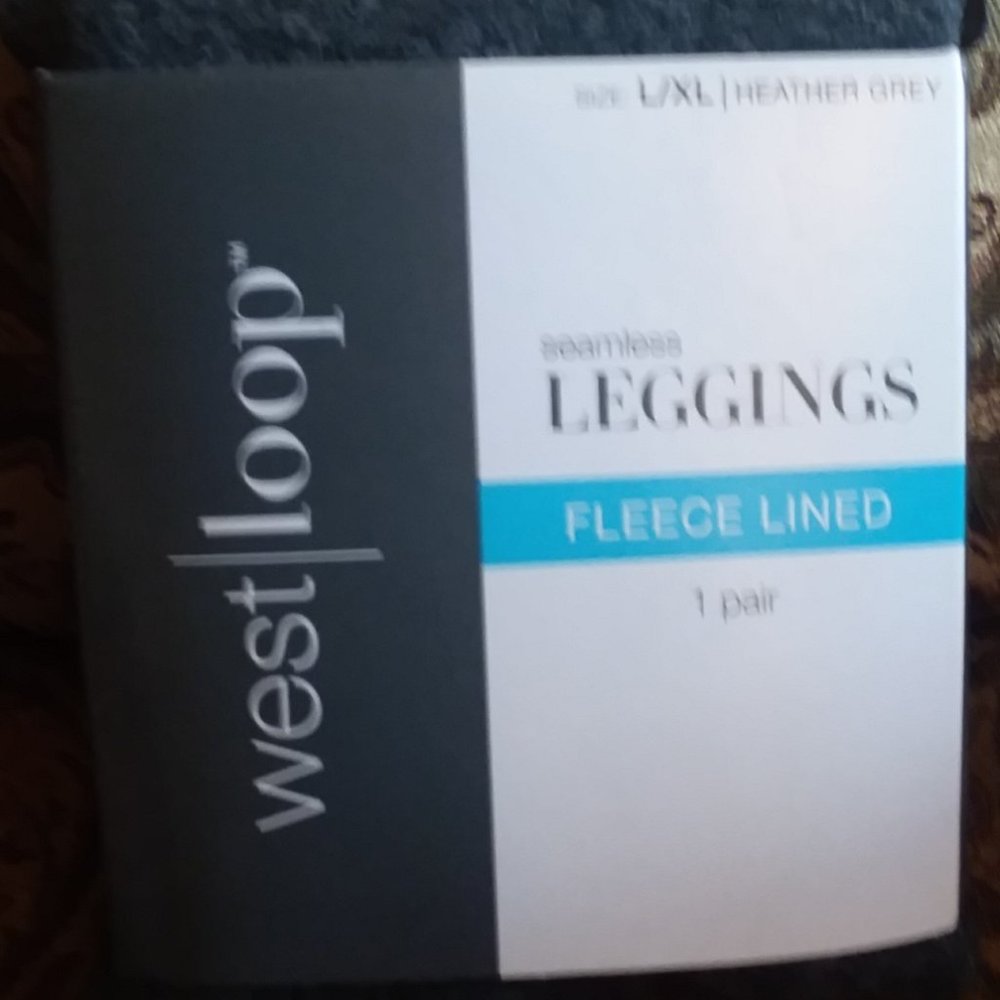 SIZE: L/XL | HEATHER GREY
west|loop™
seamless
LEGGINGS
FLEECE LINED
1 pair